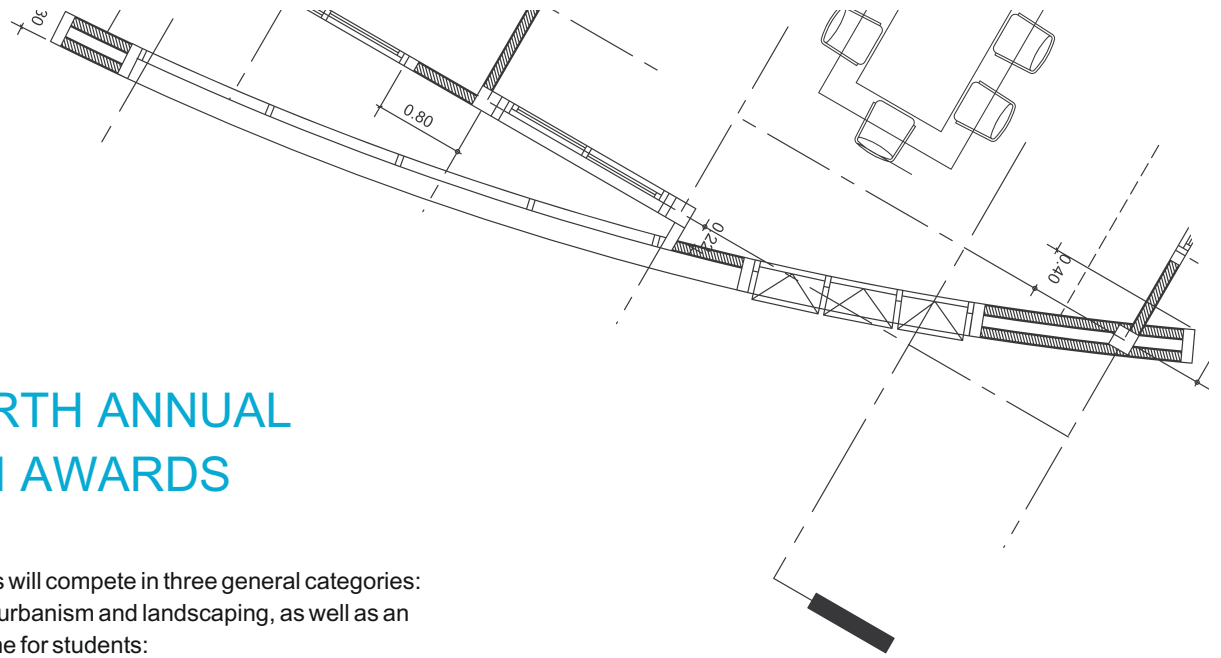 30
0.80
0.40
RTH ANNUAL
AWARDS
s will compete in three general categories:
urbanism and landscaping, as well as an
for students: